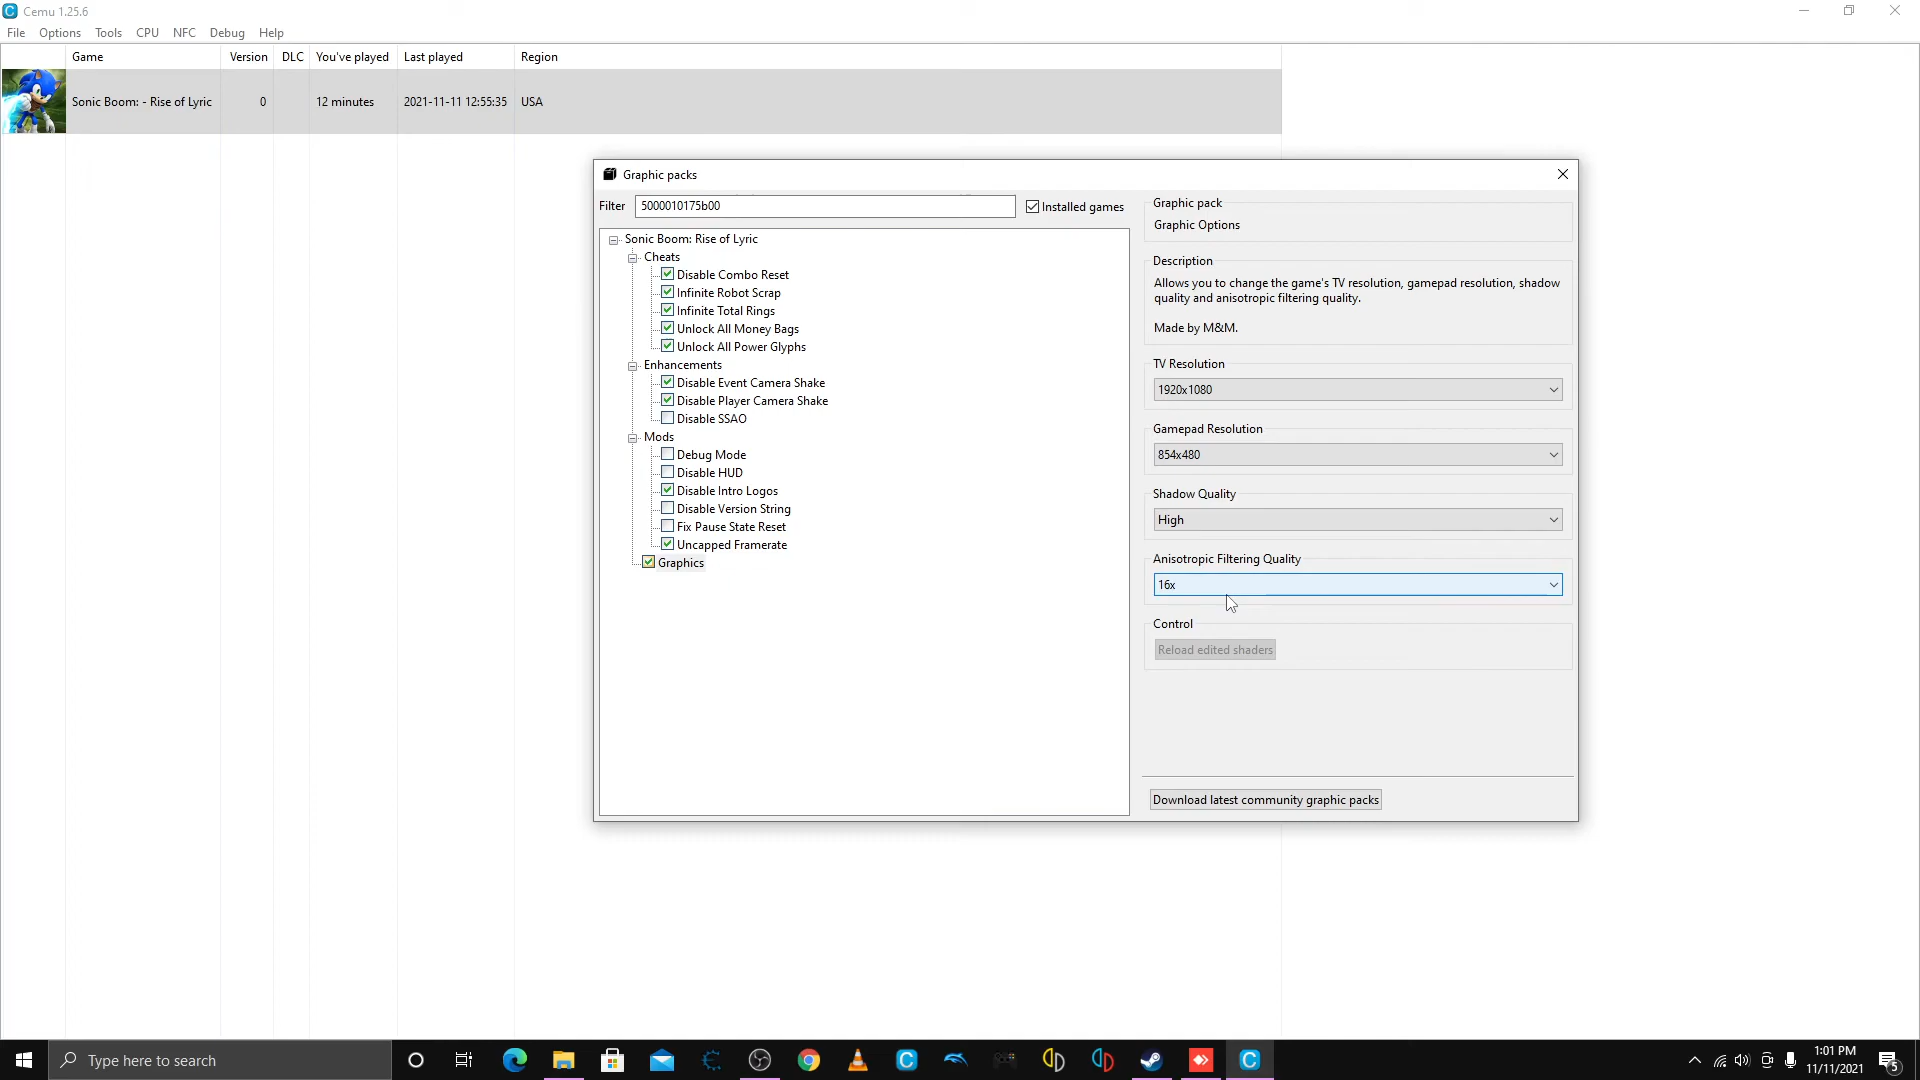 Cemu 1.25.6
File Options Tools CPU NFC Debug Help
Game Version DLC You've played Last played Region
Sonic Boom: - Rise of Lyric 0 12 minutes 2021-11-11 12:55:35 USA
Graphic packs
Filter 5000010175b00 Installed games
Sonic Boom: Rise of Lyric
Cheats
Disable Combo Reset
Infinite Robot Scrap
Infinite Total Rings
Unlock All Money Bags
Unlock All Power Glyphs
Enhancements
Disable Event Camera Shake
Disable Player Camera Shake
Disable SSAO
Mods
Debug Mode
Disable HUD
Disable Intro Logos
Disable Version String
Fix Pause State Reset
Uncapped Framerate
Graphics
Graphic pack
Graphic Options
Description
Allows you to change the game's TV resolution, gamepad resolution, shadow
quality and anisotropic filtering quality.
Made by M&M.
TV Resolution
1920x1080
Gamepad Resolution
854x480
Shadow Quality
High
Anisotropic Filtering Quality
16x
Control
Reload edited shaders
Download latest community graphic packs
Type here to search
1:01 PM
11/11/2021
5